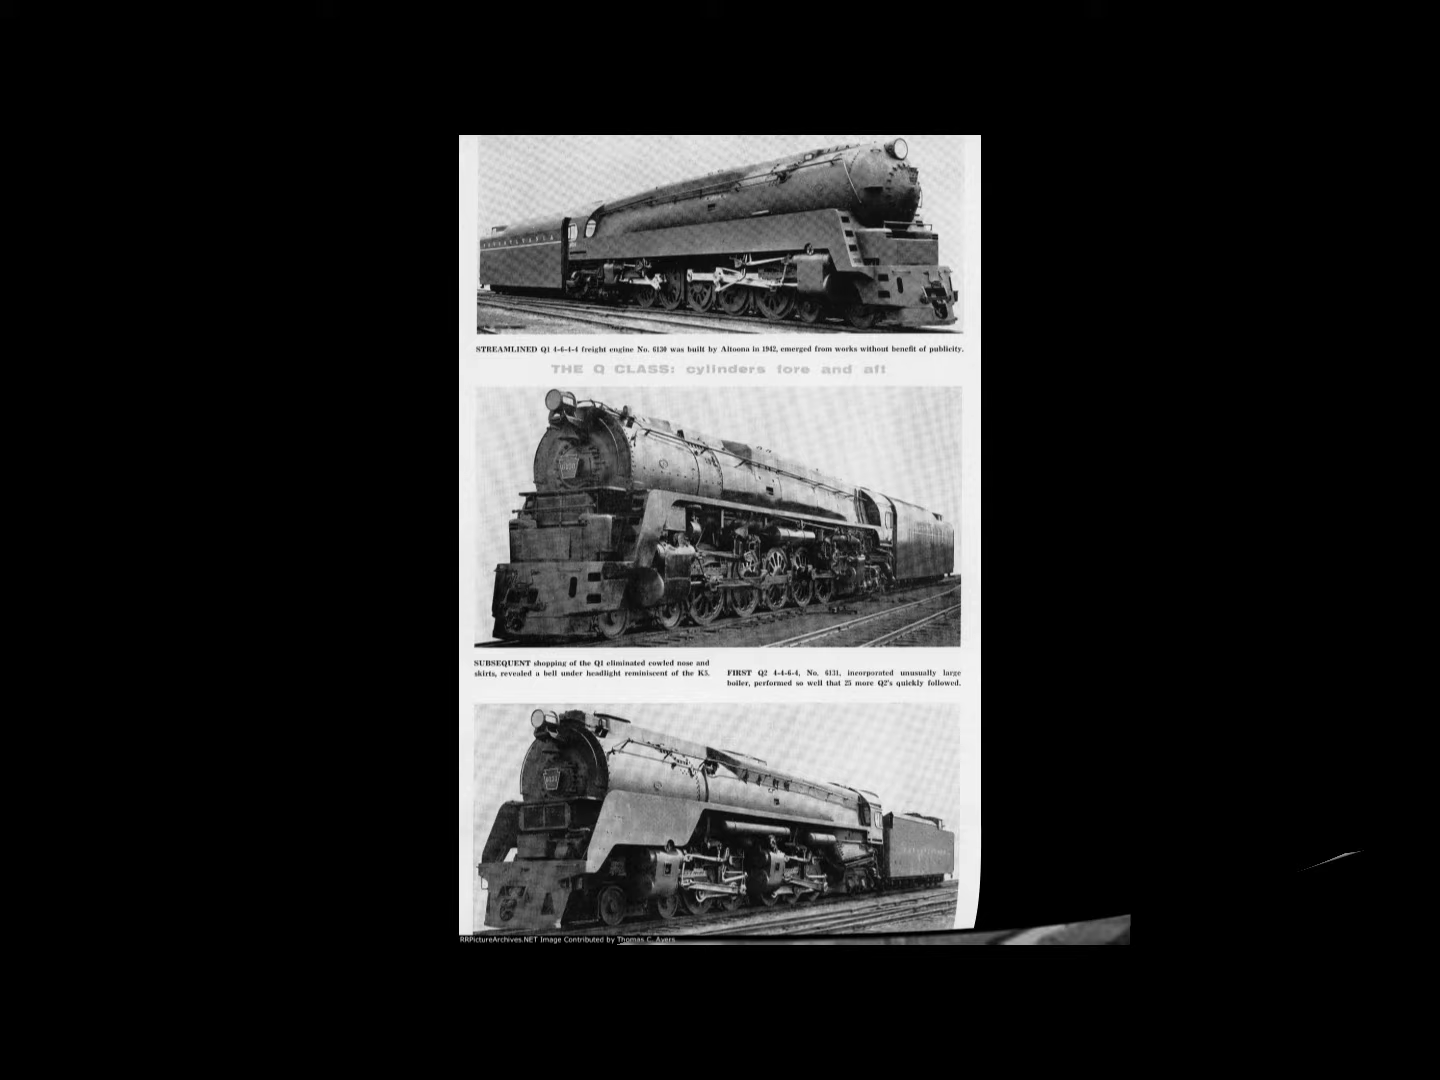 STREAMLINED Q1 4-6-4-4 freight engine No. 6130 was built by Altoona in 1942, emerged from works without benefit of publicity.
THE Q CLASS: cylinders fore and aft
SUBSEQUENT shopping of the Q1 eliminated cowled nose and
skirts, revealed a bell under headlight reminiscent of the K5.
FIRST Q2 4-4-6-4, No. 6131, incorporated unusually large
boiler, performed so well that 25 more Q2's quickly followed.
RRPictureArchives.NET Image Contributed by Thomas C. Ayers